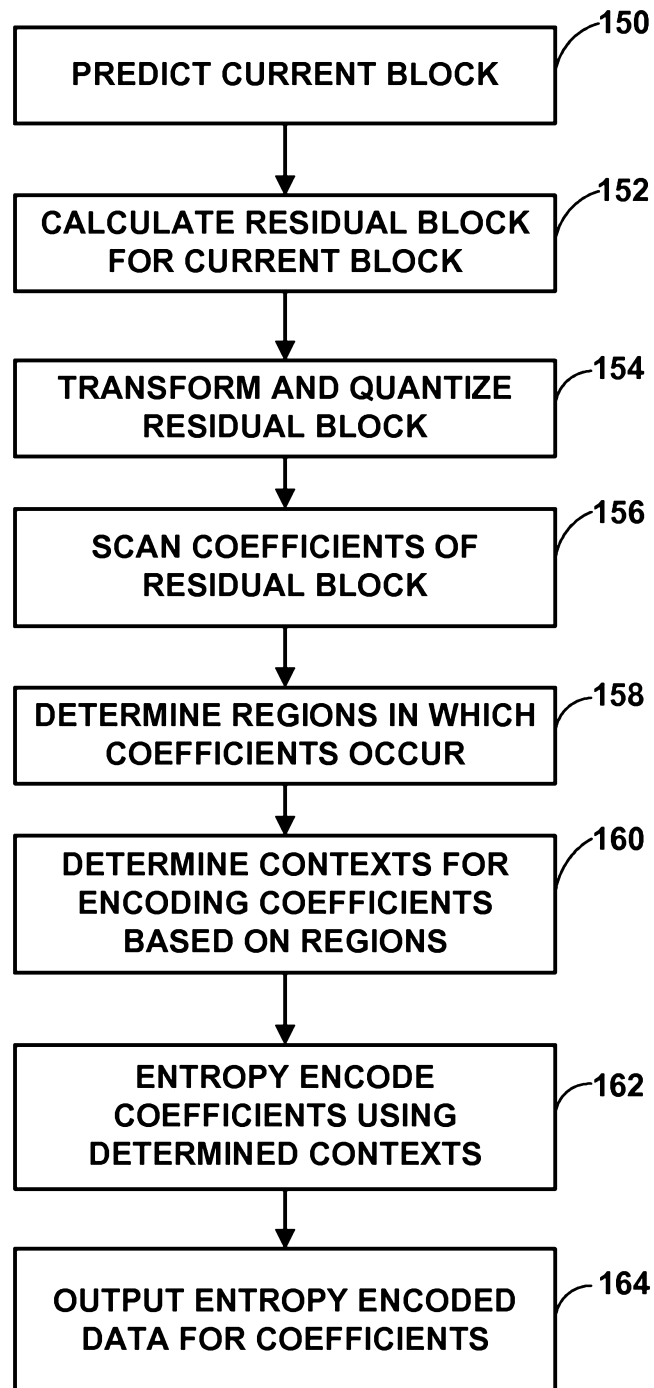 150
PREDICT CURRENT BLOCK
152
CALCULATE RESIDUAL BLOCK
FOR CURRENT BLOCK
154
TRANSFORM AND QUANTIZE
RESIDUAL BLOCK
156
SCAN COEFFICIENTS OF
RESIDUAL BLOCK
158
DETERMINE REGIONS IN WHICH
COEFFICIENTS OCCUR
160
DETERMINE CONTEXTS FOR
ENCODING COEFFICIENTS
BASED ON REGIONS
162
ENTROPY ENCODE
COEFFICIENTS USING
DETERMINED CONTEXTS
164
OUTPUT ENTROPY ENCODED
DATA FOR COEFFICIENTS